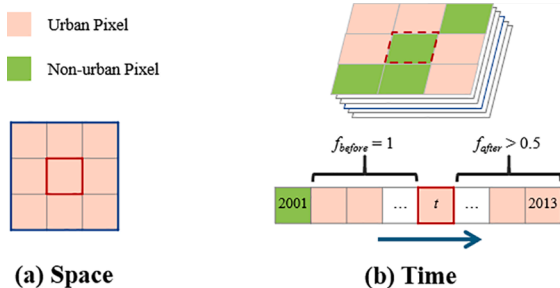 Urban Pixel
Non-urban Pixel
f_before = 1
f_after > 0.5
2001 ... t ... 2013
(a) Space
(b) Time